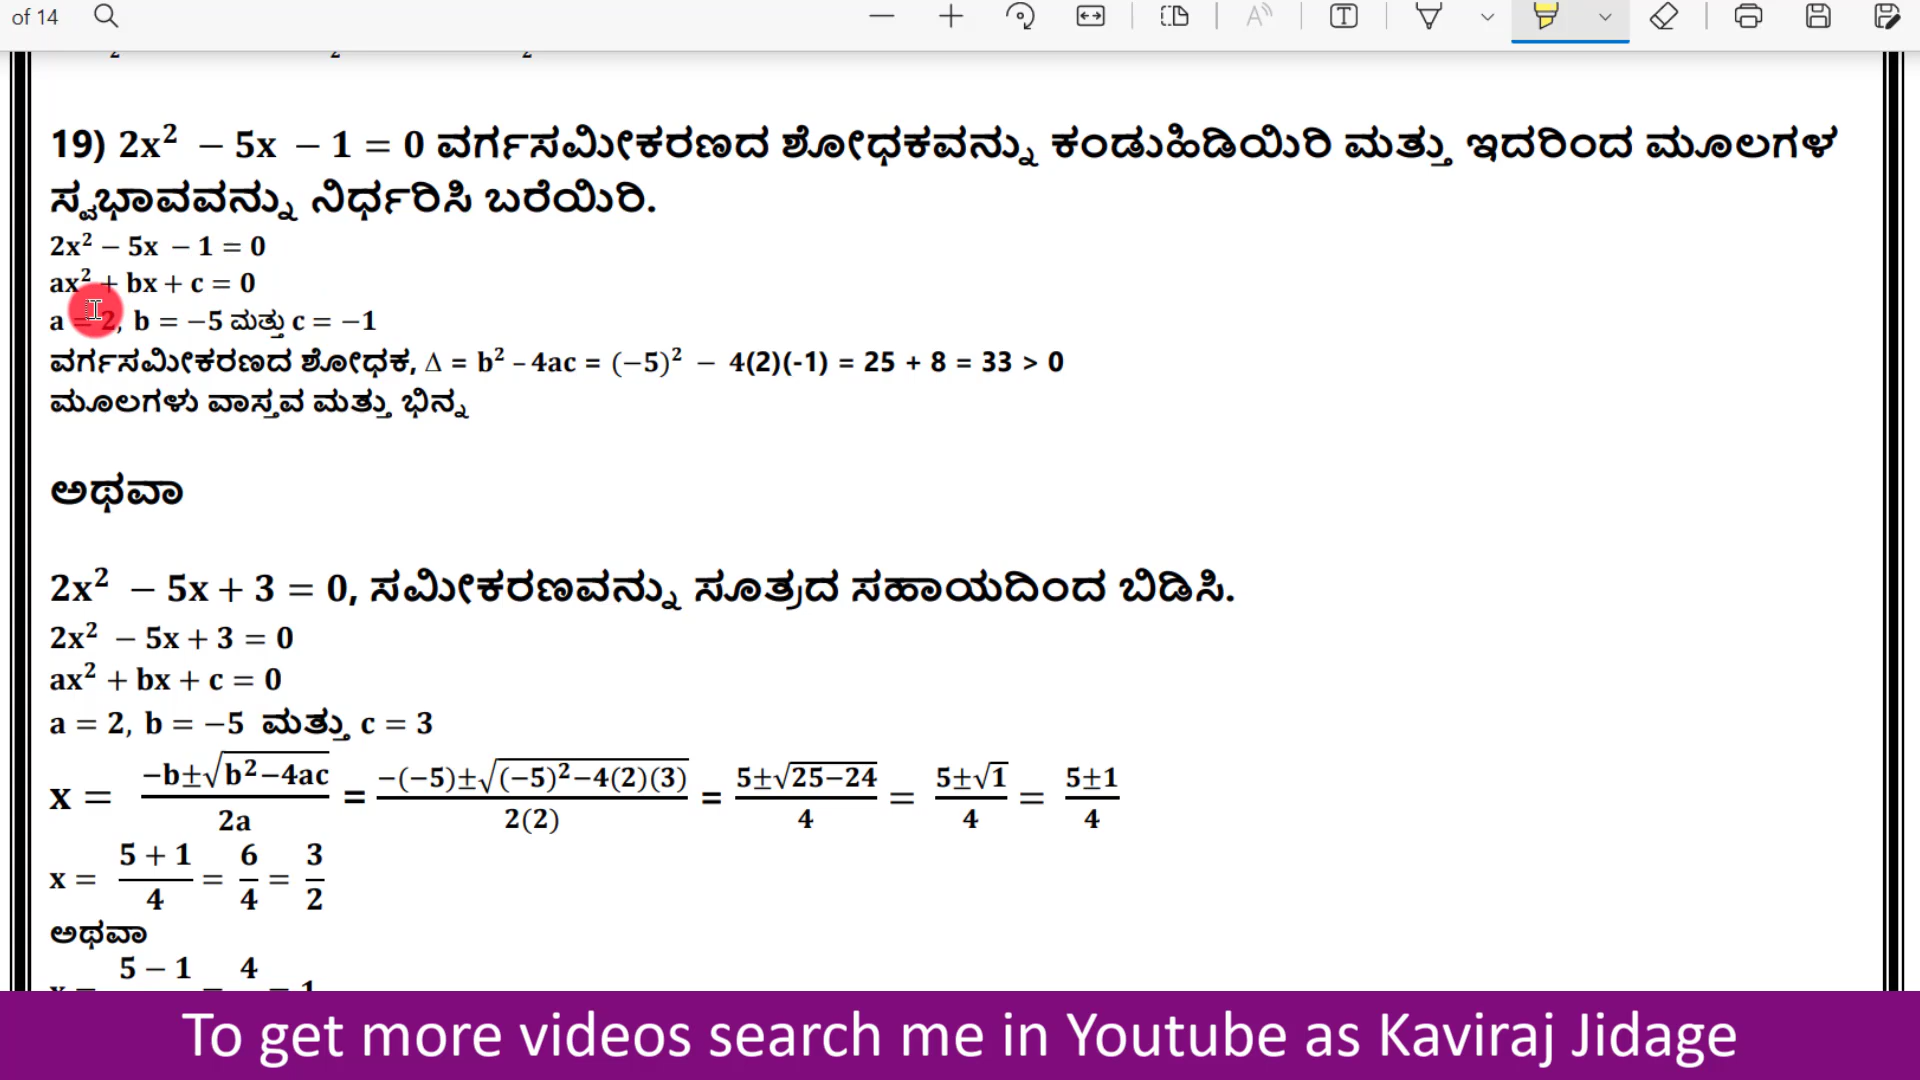 of 14
19) 2x² − 5x − 1 = 0 ವರ್ಗಸಮೀಕರಣದ ಶೋಧಕವನ್ನು ಕಂಡುಹಿಡಿಯಿರಿ ಮತ್ತು ಇದರಿಂದ ಮೂಲಗಳ
ಸ್ವಭಾವವನ್ನು ನಿರ್ಧರಿಸಿ ಬರೆಯಿರಿ.
2x² − 5x − 1 = 0
ax² + bx + c = 0
a = 2, b = −5 ಮತ್ತು c = −1
ವರ್ಗಸಮೀಕರಣದ ಶೋಧಕ, Δ = b² – 4ac = (−5)² − 4(2)(-1) = 25 + 8 = 33 > 0
ಮೂಲಗಳು ವಾಸ್ತವ ಮತ್ತು ಭಿನ್ನ
ಅಥವಾ
2x² − 5x + 3 = 0, ಸಮೀಕರಣವನ್ನು ಸೂತ್ರದ ಸಹಾಯದಿಂದ ಬಿಡಿಸಿ.
2x² − 5x + 3 = 0
ax² + bx + c = 0
a = 2, b = −5 ಮತ್ತು c = 3
x = (−b±√(b²−4ac))/2a = (−(−5)±√((−5)²−4(2)(3)))/2(2) = (5±√(25−24))/4 = (5±√1)/4 = (5±1)/4
x = (5 + 1)/4 = 6/4 = 3/2
ಅಥವಾ
5 − 1 4
To get more videos search me in Youtube as Kaviraj Jidage